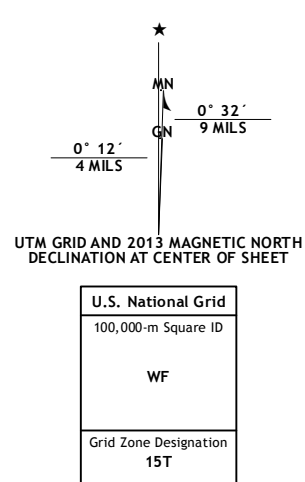 ★
MN
0° 32´
9 MILS
GN
0° 12´
4 MILS
UTM GRID AND 2013 MAGNETIC NORTH
DECLINATION AT CENTER OF SHEET
U.S. National Grid
100,000-m Square ID
WF
Grid Zone Designation
15T